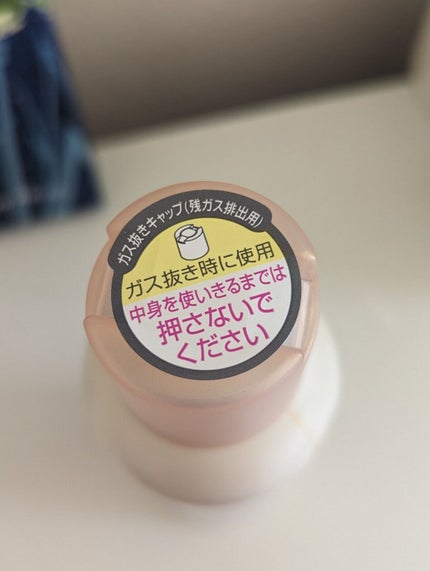 ガス抜きキャップ(残ガス排出用)
ガス抜き時に使用
中身を使いきるまでは
押さないで
ください